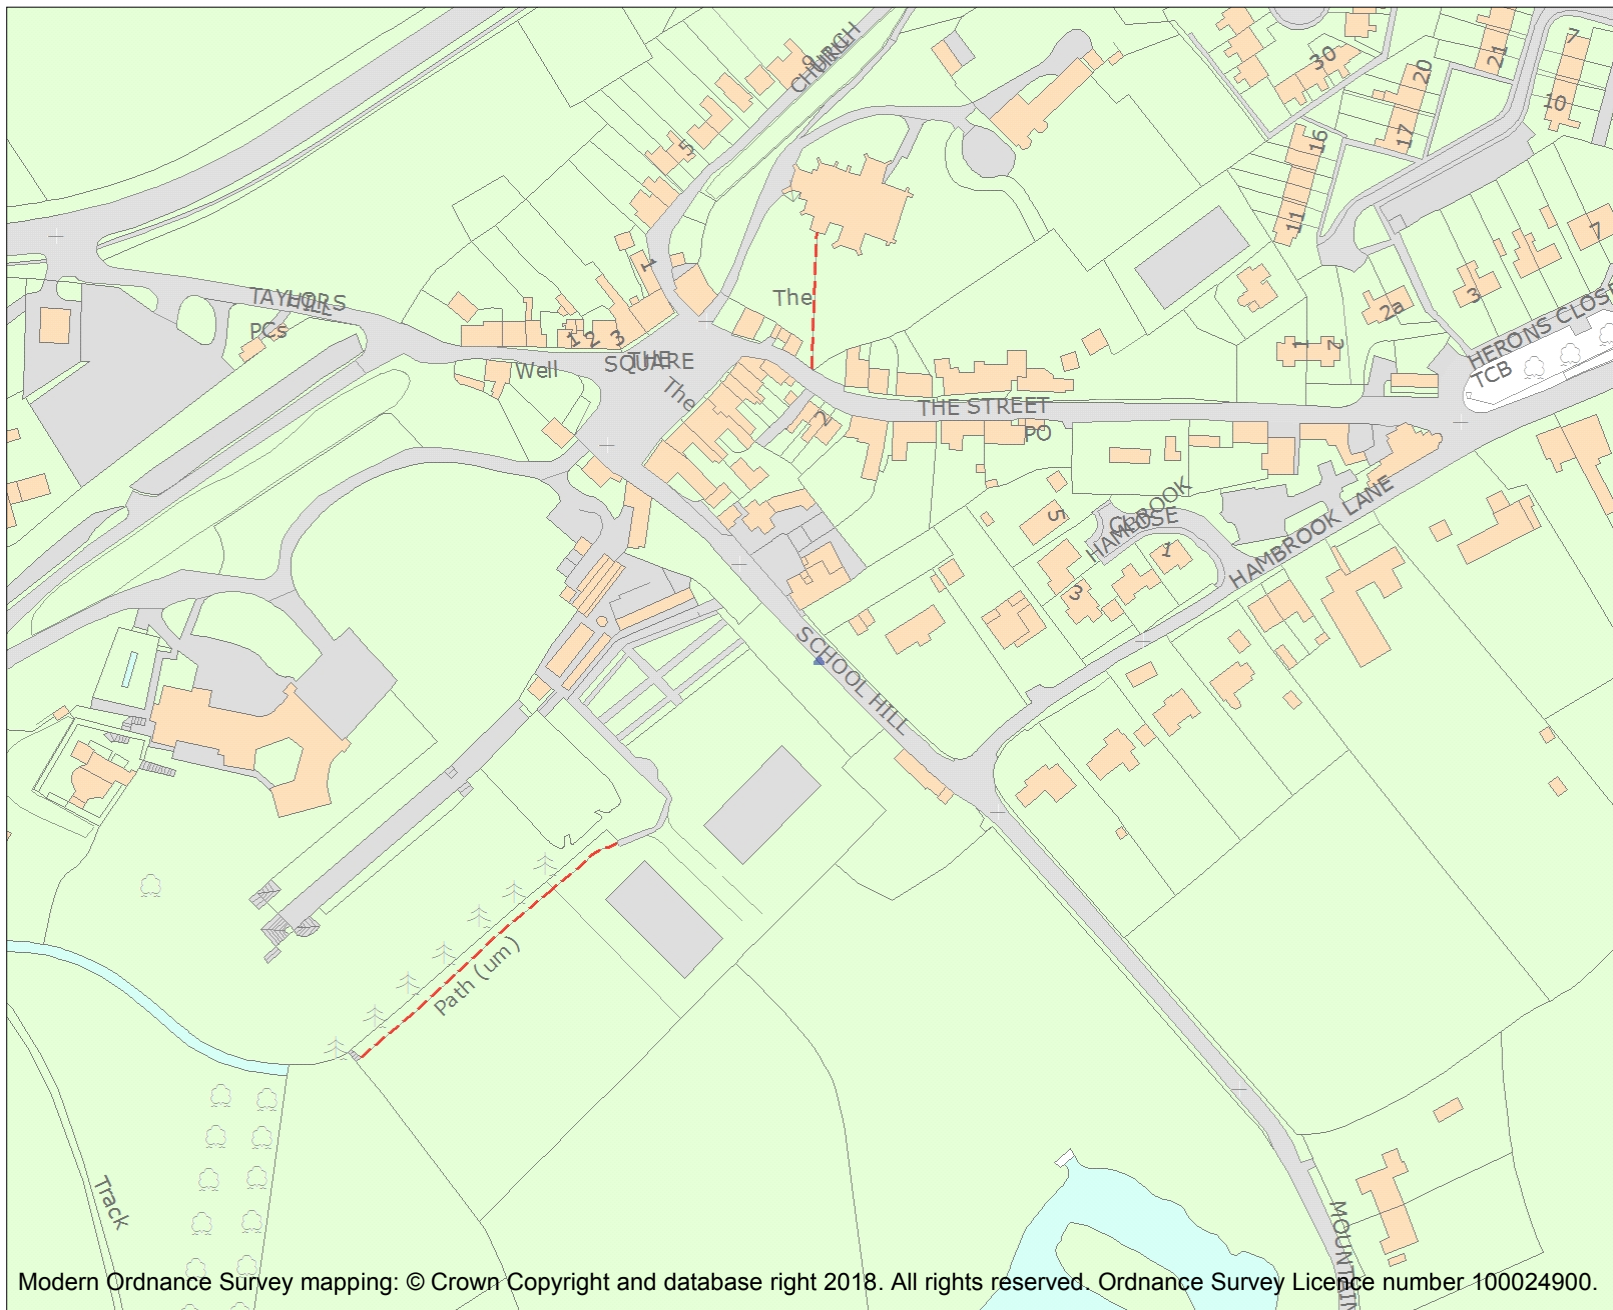 CHURCH
HILL
9
5
1
30
20
21
7
10
16
17
11
7
3
2a
1
2
HERONS CLOSE
TCB
TAYLORS
HILL
PCs
The
1
2
3
Well
THE
SQUARE
The
2
THE STREET
PO
HAMBROOK
CLOSE
5
1
3
HAMBROOK LANE
SCHOOL HILL
Path (um)
Track
MOUNTAIN
Modern Ordnance Survey mapping: © Crown Copyright and database right 2018. All rights reserved. Ordnance Survey Licence number 100024900.